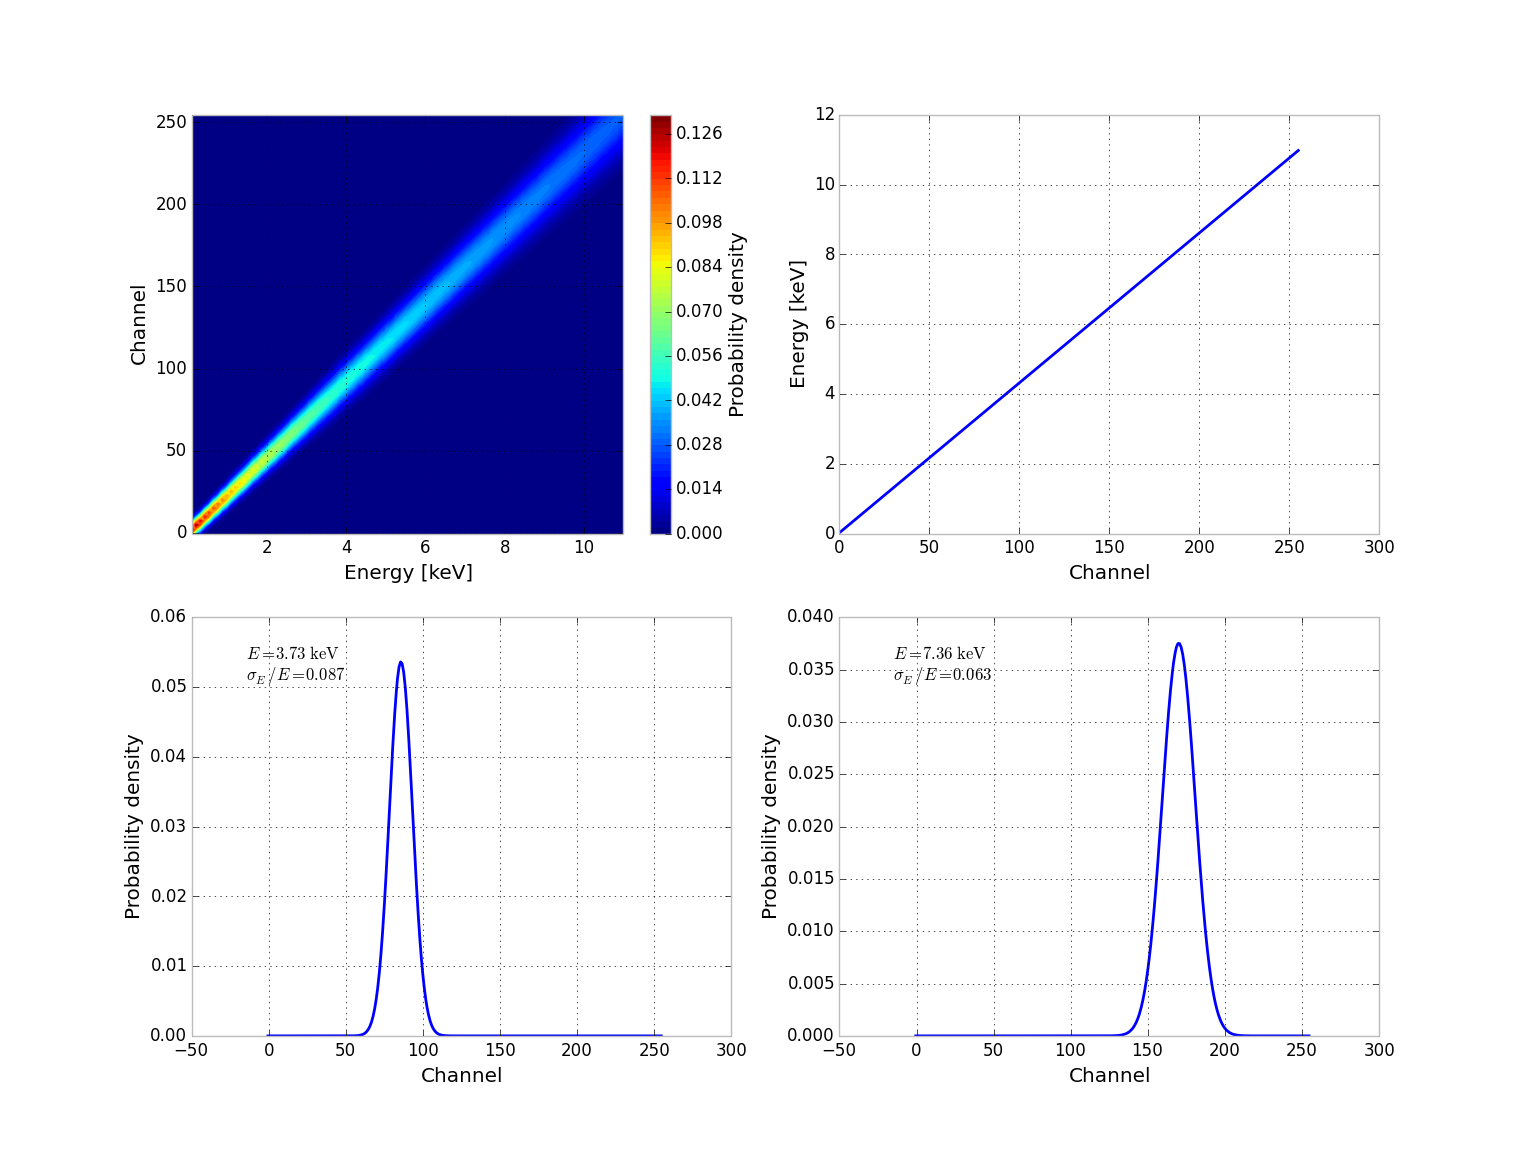 250
200
150
100
50
0
Channel
2 4 6 8 10
Energy [keV]
0.126
0.112
0.098
0.084
0.070
0.056
0.042
0.028
0.014
0.000
Probability density
12
10
8
6
4
2
0
Energy [keV]
0 50 100 150 200 250 300
Channel
0.06
0.05
0.04
0.03
0.02
0.01
0.00
Probability density
E=3.73 keV
σ_E/E=0.087
−50 0 50 100 150 200 250 300
Channel
0.040
0.035
0.030
0.025
0.020
0.015
0.010
0.005
0.000
Probability density
E=7.36 keV
σ_E/E=0.063
−50 0 50 100 150 200 250 300
Channel